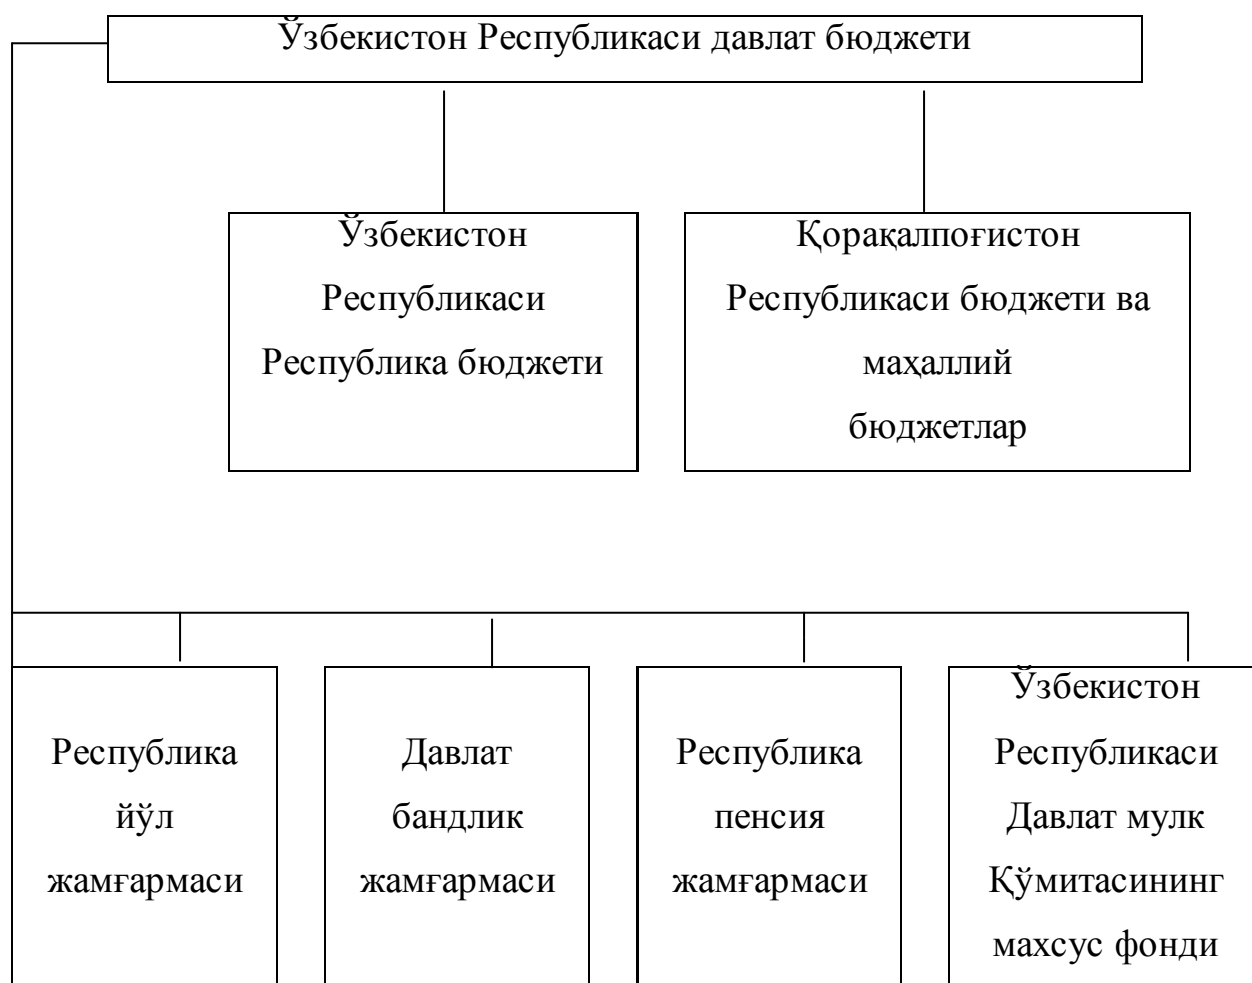 Ўзбекистон Республикаси давлат бюджети
Ўзбекистон
Республикаси
Республика бюджети
Қорақалпоғистон
Республикаси бюджети ва
маҳаллий
бюджетлар
Республика
йўл
жамғармаси
Давлат
бандлик
жамғармаси
Республика
пенсия
жамғармаси
Ўзбекистон
Республикаси
Давлат мулк
Қўмитасининг
махсус фонди